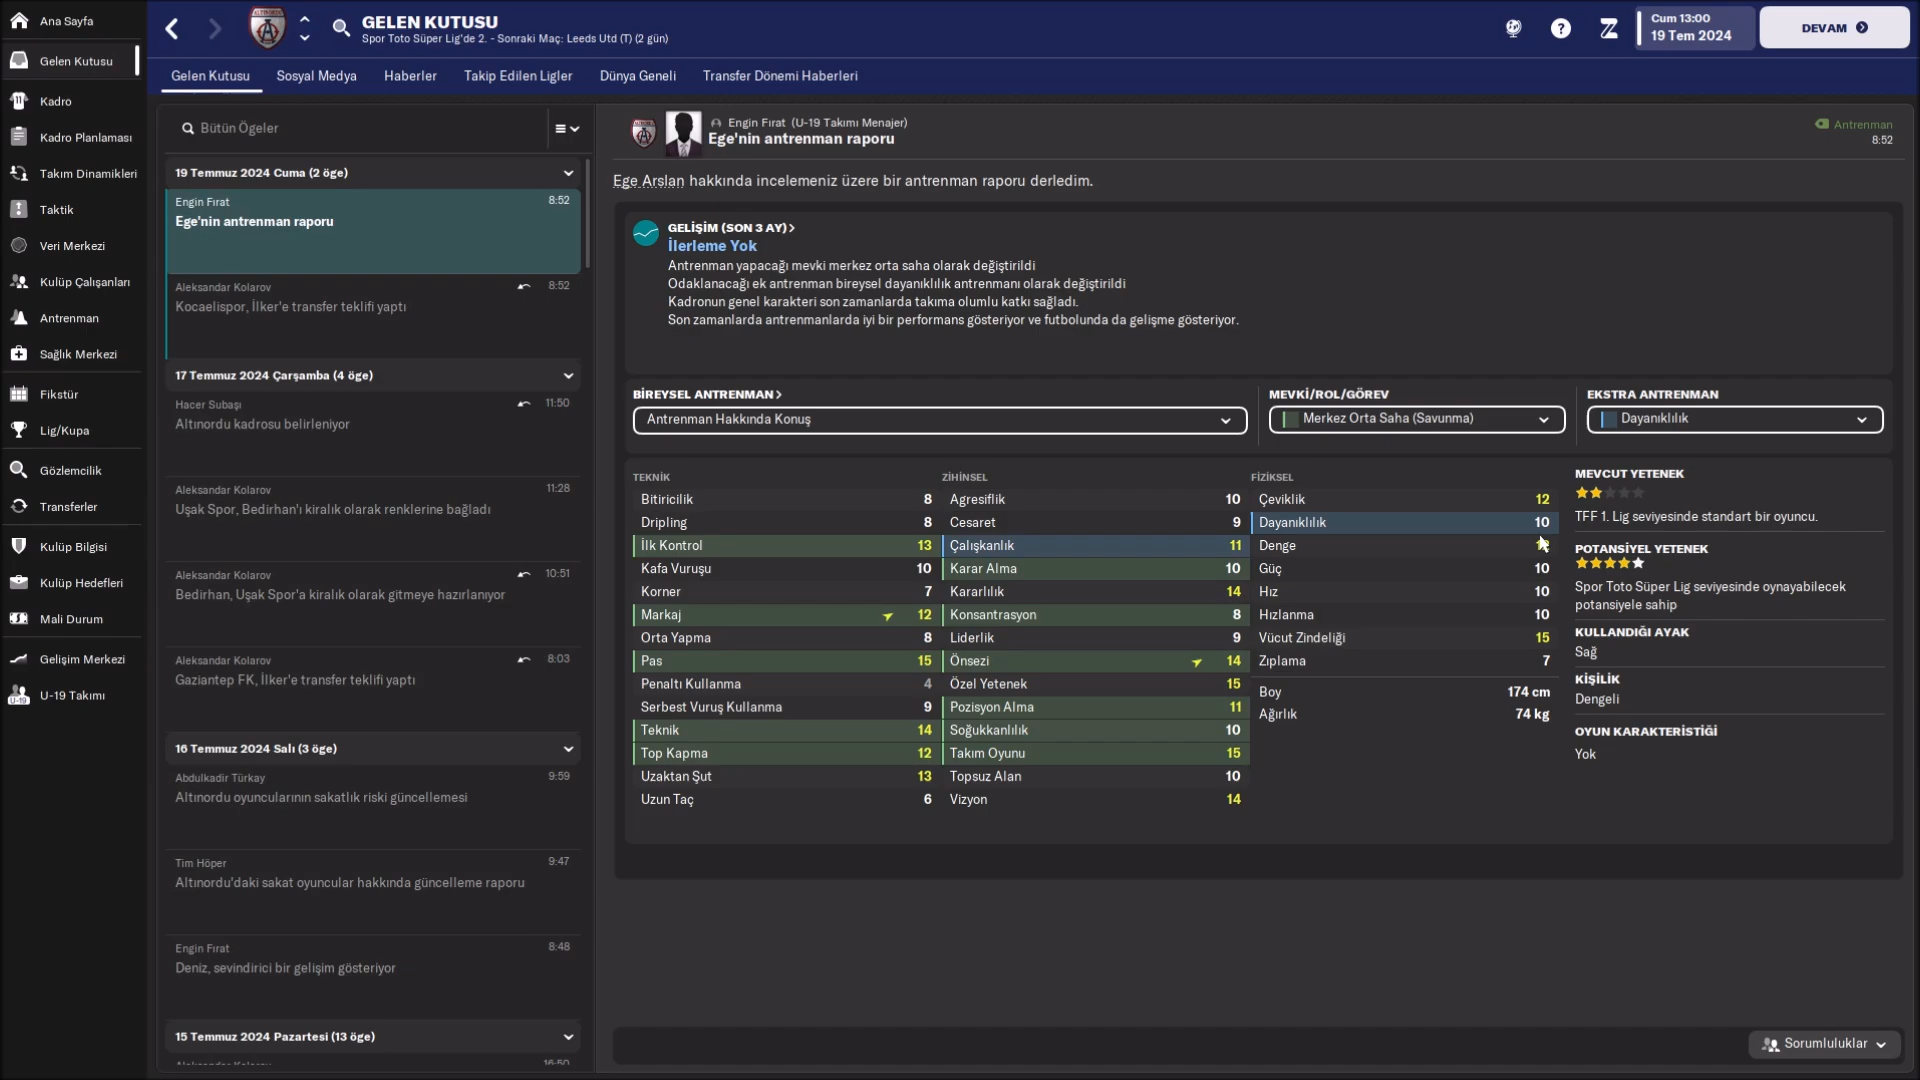 Ana Sayfa
Gelen Kutusu
Kadro
Kadro Planlaması
Takım Dinamikleri
Taktik
Veri Merkezi
Kulüp Çalışanları
Antrenman
Sağlık Merkezi
Fikstür
Lig/Kupa
Gözlemcilik
Transferler
Kulüp Bilgisi
Kulüp Hedefleri
Mali Durum
Gelişim Merkezi
U-19 Takımı
GELEN KUTUSU
Spor Toto Süper Lig'de 2. - Sonraki Maç: Leeds Utd (T) (2 gün)
Cum 13:00
19 Tem 2024
DEVAM
Gelen Kutusu Sosyal Medya Haberler Takip Edilen Ligler Dünya Geneli Transfer Dönemi Haberleri
Bütün Ögeler
19 Temmuz 2024 Cuma (2 öge)
Engin Fırat 8:52
Ege'nin antrenman raporu
Aleksandar Kolarov 8:52
Kocaelispor, İlker'e transfer teklifi yaptı
17 Temmuz 2024 Çarşamba (4 öge)
Hacer Subaşı 11:50
Altınordu kadrosu belirleniyor
Aleksandar Kolarov 11:28
Uşak Spor, Bedirhan'ı kiralık olarak renklerine bağladı
Aleksandar Kolarov 10:51
Bedirhan, Uşak Spor'a kiralık olarak gitmeye hazırlanıyor
Aleksandar Kolarov 8:03
Gaziantep FK, İlker'e transfer teklifi yaptı
16 Temmuz 2024 Salı (3 öge)
Abdulkadir Türkay 9:59
Altınordu oyuncularının sakatlık riski güncellemesi
Tim Höper 9:47
Altınordu'daki sakat oyuncular hakkında güncelleme raporu
Engin Fırat 8:48
Deniz, sevindirici bir gelişim gösteriyor
15 Temmuz 2024 Pazartesi (13 öge)
Aleksandar Kolarov 16:50
Engin Fırat (U-19 Takımı Menajer)
Ege'nin antrenman raporu
Antrenman
8:52
Ege Arslan hakkında incelemeniz üzere bir antrenman raporu derledim.
GELİŞİM (SON 3 AY)
İlerleme Yok
Antrenman yapacağı mevki merkez orta saha olarak değiştirildi
Odaklanacağı ek antrenman bireysel dayanıklılık antrenmanı olarak değiştirildi
Kadronun genel karakteri son zamanlarda takıma olumlu katkı sağladı.
Son zamanlarda antrenmanlarda iyi bir performans gösteriyor ve futbolunda da gelişme gösteriyor.
BİREYSEL ANTRENMAN
Antrenman Hakkında Konuş
MEVKİ/ROL/GÖREV
Merkez Orta Saha (Savunma)
EKSTRA ANTRENMAN
Dayanıklılık
TEKNİK
Bitiricilik 8
Dripling 8
İlk Kontrol 13
Kafa Vuruşu 10
Korner 7
Markaj 12
Orta Yapma 8
Pas 15
Penaltı Kullanma 4
Serbest Vuruş Kullanma 9
Teknik 14
Top Kapma 12
Uzaktan Şut 13
Uzun Taç 6
ZİHİNSEL
Agresiflik 10
Cesaret 9
Çalışkanlık 11
Karar Alma 10
Kararlılık 14
Konsantrasyon 8
Liderlik 9
Önsezi 14
Özel Yetenek 15
Pozisyon Alma 11
Soğukkanlılık 10
Takım Oyunu 15
Topsuz Alan 10
Vizyon 14
FİZİKSEL
Çeviklik 12
Dayanıklılık 10
Denge
Güç 10
Hız 10
Hızlanma 10
Vücut Zindeliği 15
Zıplama 7
Boy 174 cm
Ağırlık 74 kg
MEVCUT YETENEK
TFF 1. Lig seviyesinde standart bir oyuncu.
POTANSİYEL YETENEK
Spor Toto Süper Lig seviyesinde oynayabilecek
potansiyele sahip
KULLANDIĞI AYAK
Sağ
KİŞİLİK
Dengeli
OYUN KARAKTERİSTİĞİ
Yok
Sorumluluklar